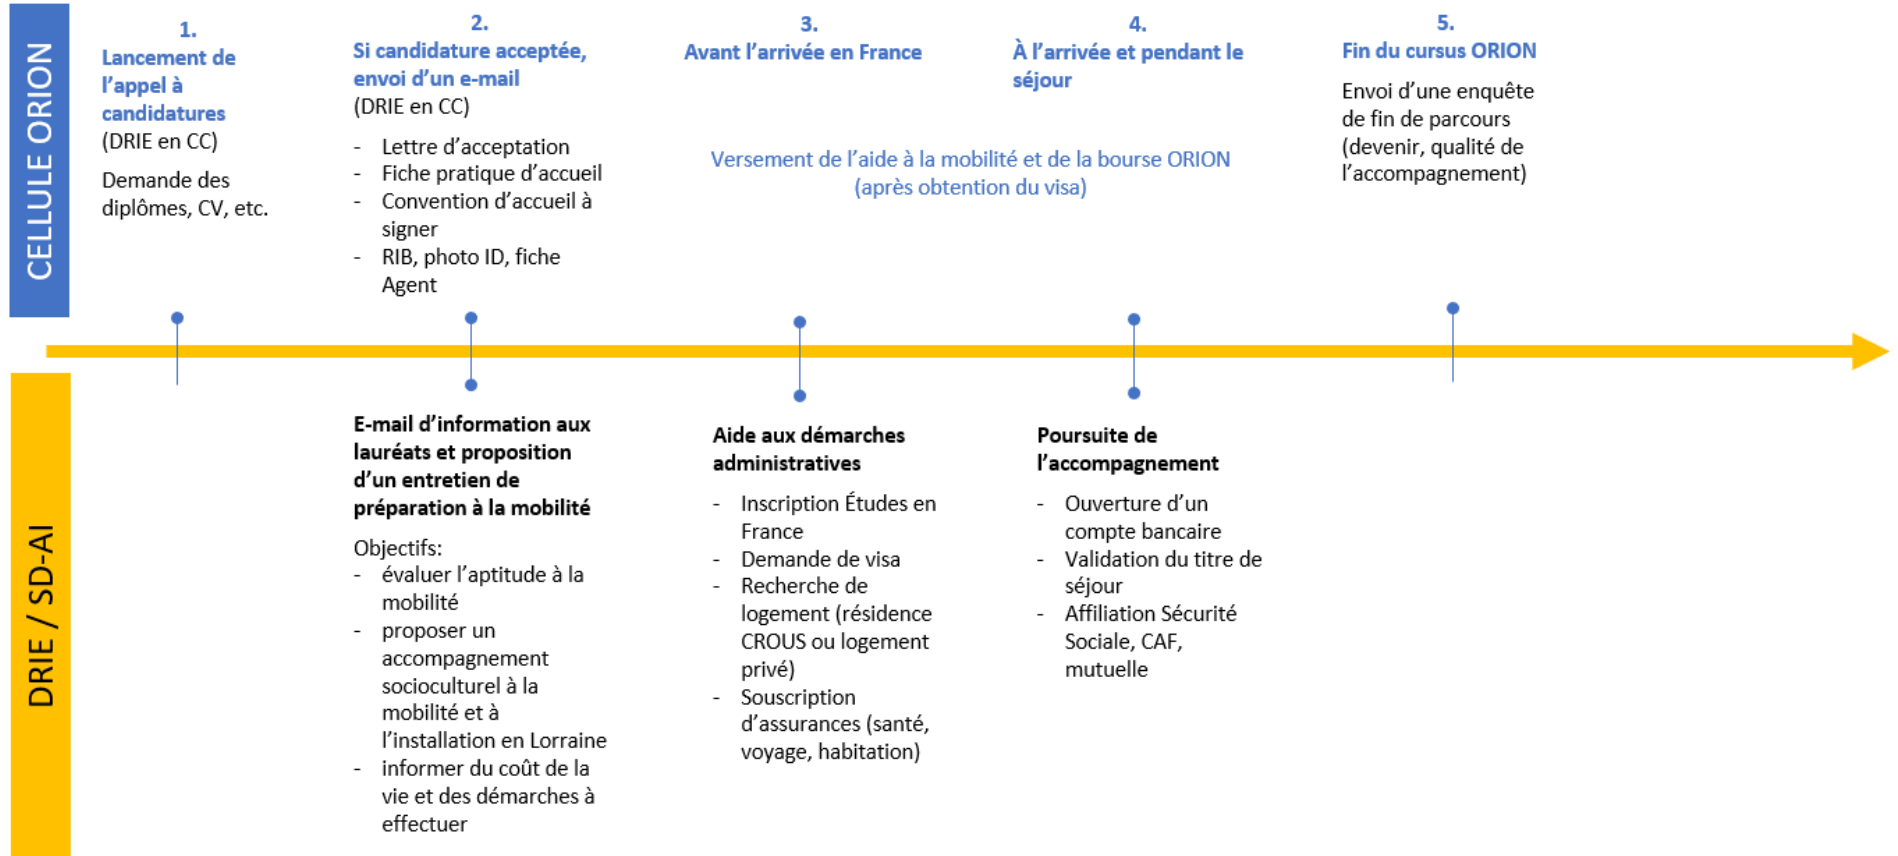 CELLULE ORION
1.
Lancement de
l’appel à
candidatures
(DRIE en CC)
Demande des
diplômes, CV, etc.
2.
Si candidature acceptée,
envoi d’un e-mail
(DRIE en CC)
- Lettre d’acceptation
- Fiche pratique d’accueil
- Convention d’accueil à
signer
- RIB, photo ID, fiche
Agent
3.
Avant l’arrivée en France
4.
À l’arrivée et pendant le
séjour
Versement de l’aide à la mobilité et de la bourse ORION
(après obtention du visa)
5.
Fin du cursus ORION
Envoi d’une enquête
de fin de parcours
(devenir, qualité de
l’accompagnement)
DRIE / SD-AI
E-mail d’information aux
lauréats et proposition
d’un entretien de
préparation à la mobilité
Objectifs:
- évaluer l’aptitude à la
mobilité
- proposer un
accompagnement
socioculturel à la
mobilité et à
l’installation en Lorraine
- informer du coût de la
vie et des démarches à
effectuer
Aide aux démarches
administratives
- Inscription Études en
France
- Demande de visa
- Recherche de
logement (résidence
CROUS ou logement
privé)
- Souscription
d’assurances (santé,
voyage, habitation)
Poursuite de
l’accompagnement
- Ouverture d’un
compte bancaire
- Validation du titre de
séjour
- Affiliation Sécurité
Sociale, CAF,
mutuelle